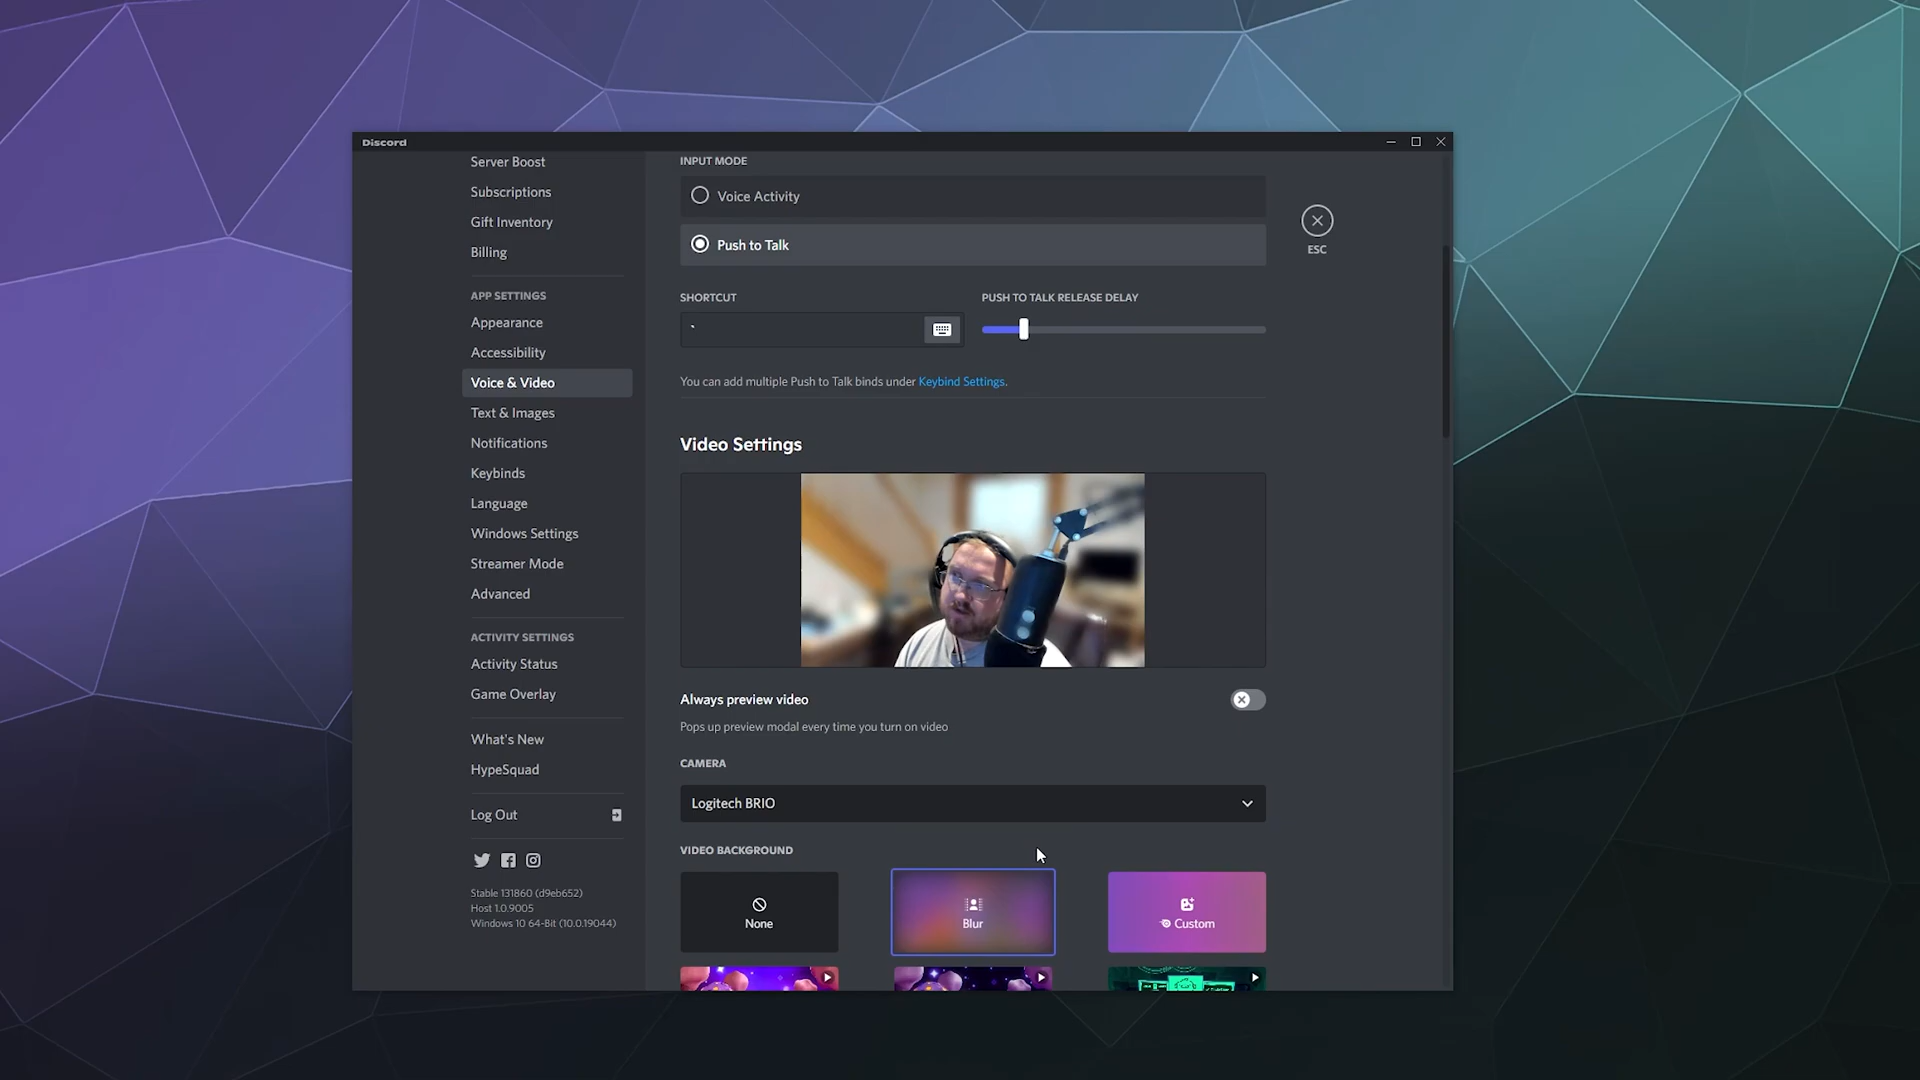 Discord
Server Boost
Subscriptions
Gift Inventory
Billing
APP SETTINGS
Appearance
Accessibility
Voice & Video
Text & Images
Notifications
Keybinds
Language
Windows Settings
Streamer Mode
Advanced
ACTIVITY SETTINGS
Activity Status
Game Overlay
What's New
HypeSquad
Log Out
Stable 131860 (d9eb652)
Host 1.0.9005
Windows 10 64-Bit (10.0.19044)
INPUT MODE
Voice Activity
Push to Talk
SHORTCUT
PUSH TO TALK RELEASE DELAY
`
You can add multiple Push to Talk binds under Keybind Settings.
Video Settings
Always preview video
Pops up preview modal every time you turn on video
CAMERA
Logitech BRIO
VIDEO BACKGROUND
None
Blur
Custom
ESC